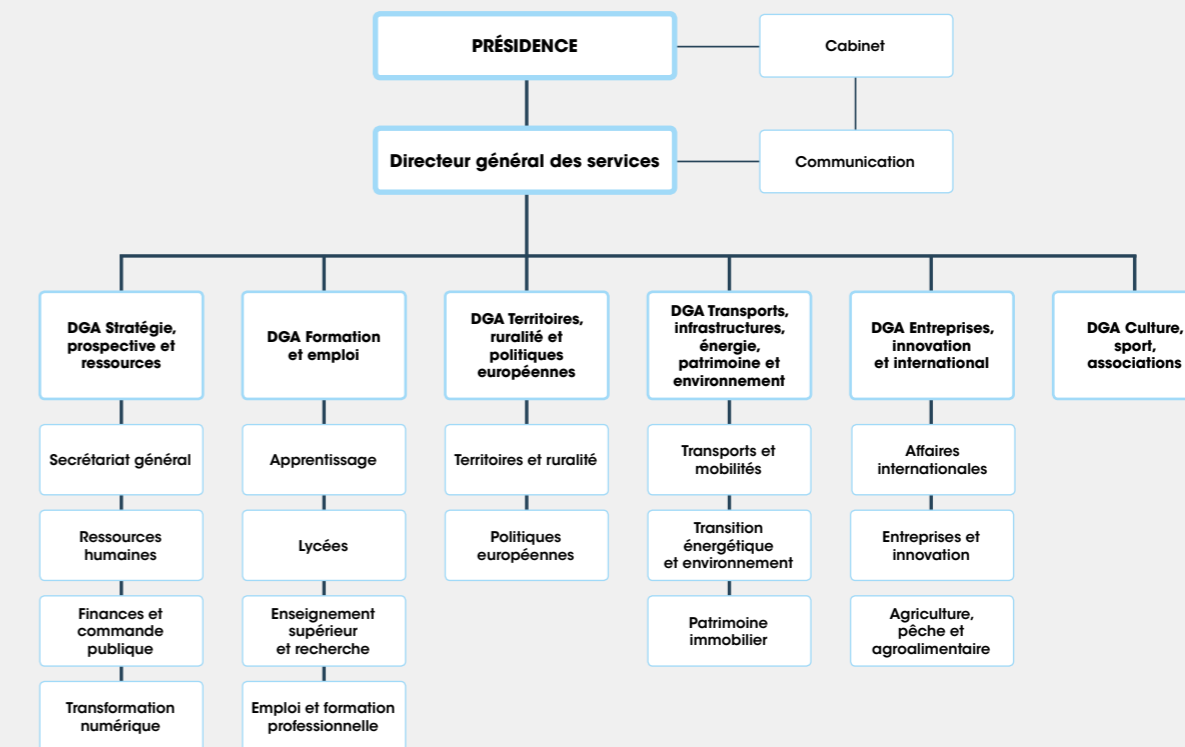 PRÉSIDENCE
Cabinet
Directeur général des services
Communication
DGA Stratégie,
prospective et
ressources
DGA Formation
et emploi
DGA Territoires,
ruralité et
politiques
européennes
DGA Transports,
infrastructures,
énergie,
patrimoine et
environnement
DGA Entreprises,
innovation
et international
DGA Culture,
sport,
associations
Secrétariat général
Apprentissage
Territoires et ruralité
Transports et
mobilités
Affaires
internationales
Ressources
humaines
Lycées
Politiques
européennes
Transition
énergétique
et environnement
Entreprises et
innovation
Finances et
commande
publique
Enseignement
supérieur
et recherche
Patrimoine
immobilier
Agriculture,
pêche et
agroalimentaire
Transformation
numérique
Emploi et formation
professionnelle